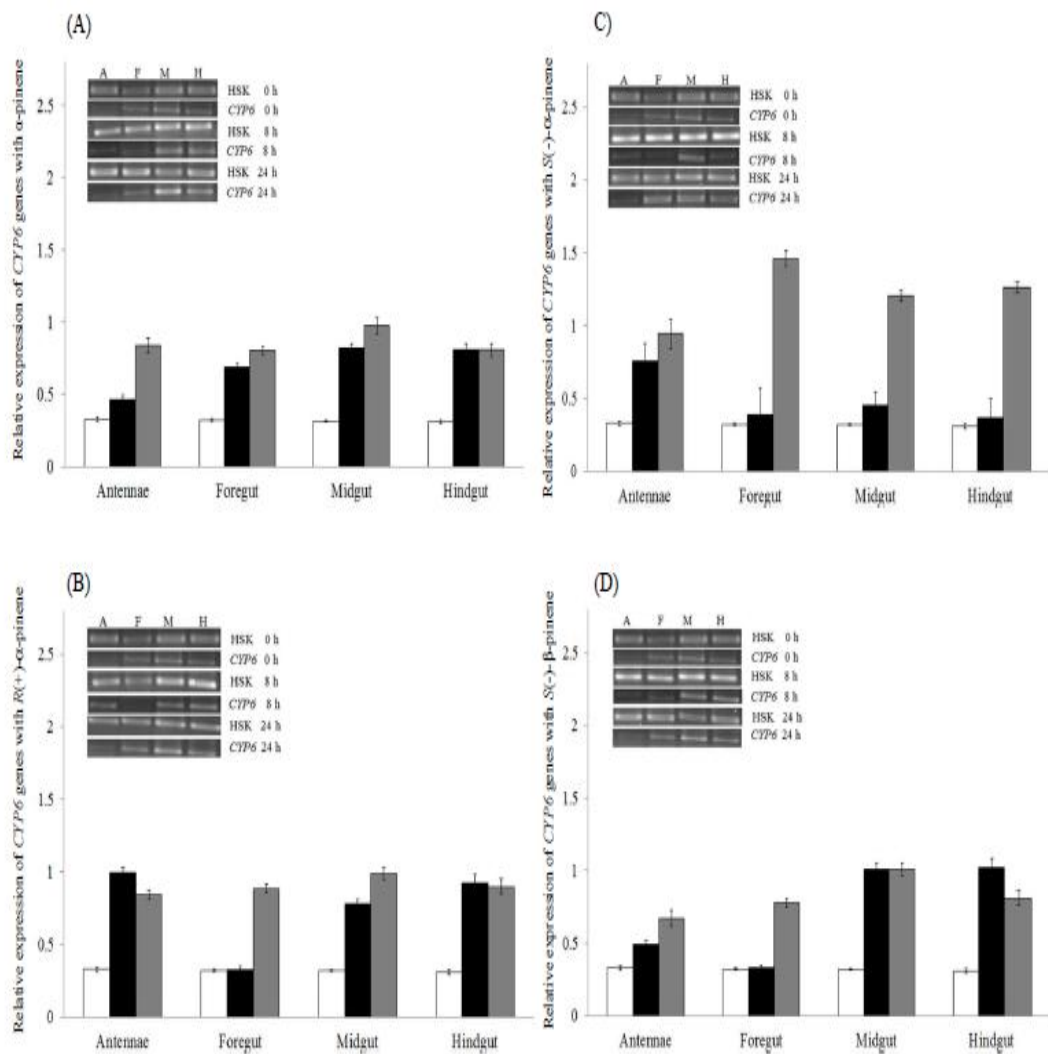 (A)
Relative expression of CYP6 genes with α-pinene
A F M H
HSK 0 h
CYP6 0 h
HSK 8 h
CYP6 8 h
HSK 24 h
CYP6 24 h
2.5
2
1.5
1
0.5
0
Antennae Foregut Midgut Hindgut
C)
Relative expression of CYP6 genes with S(-)-α-pinene
A F M H
HSK 0 h
CYP6 0 h
HSK 8 h
CYP6 8 h
HSK 24 h
CYP6 24 h
2.5
2
1.5
1
0.5
0
Antennae Foregut Midgut Hindgut
(B)
Relative expression of CYP6 genes with R(+)-α-pinene
A F M H
HSK 0 h
CYP6 0 h
HSK 8 h
CYP6 8 h
HSK 24 h
CYP6 24 h
2.5
2
1.5
1
0.5
0
Antennae Foregut Midgut Hindgut
(D)
Relative expression of CYP6 genes with S(-)-β-pinene
A F M H
HSK 0 h
CYP6 0 h
HSK 8 h
CYP6 8 h
HSK 24 h
CYP6 24 h
2.5
2
1.5
1
0.5
0
Antennae Foregut Midgut Hindgut